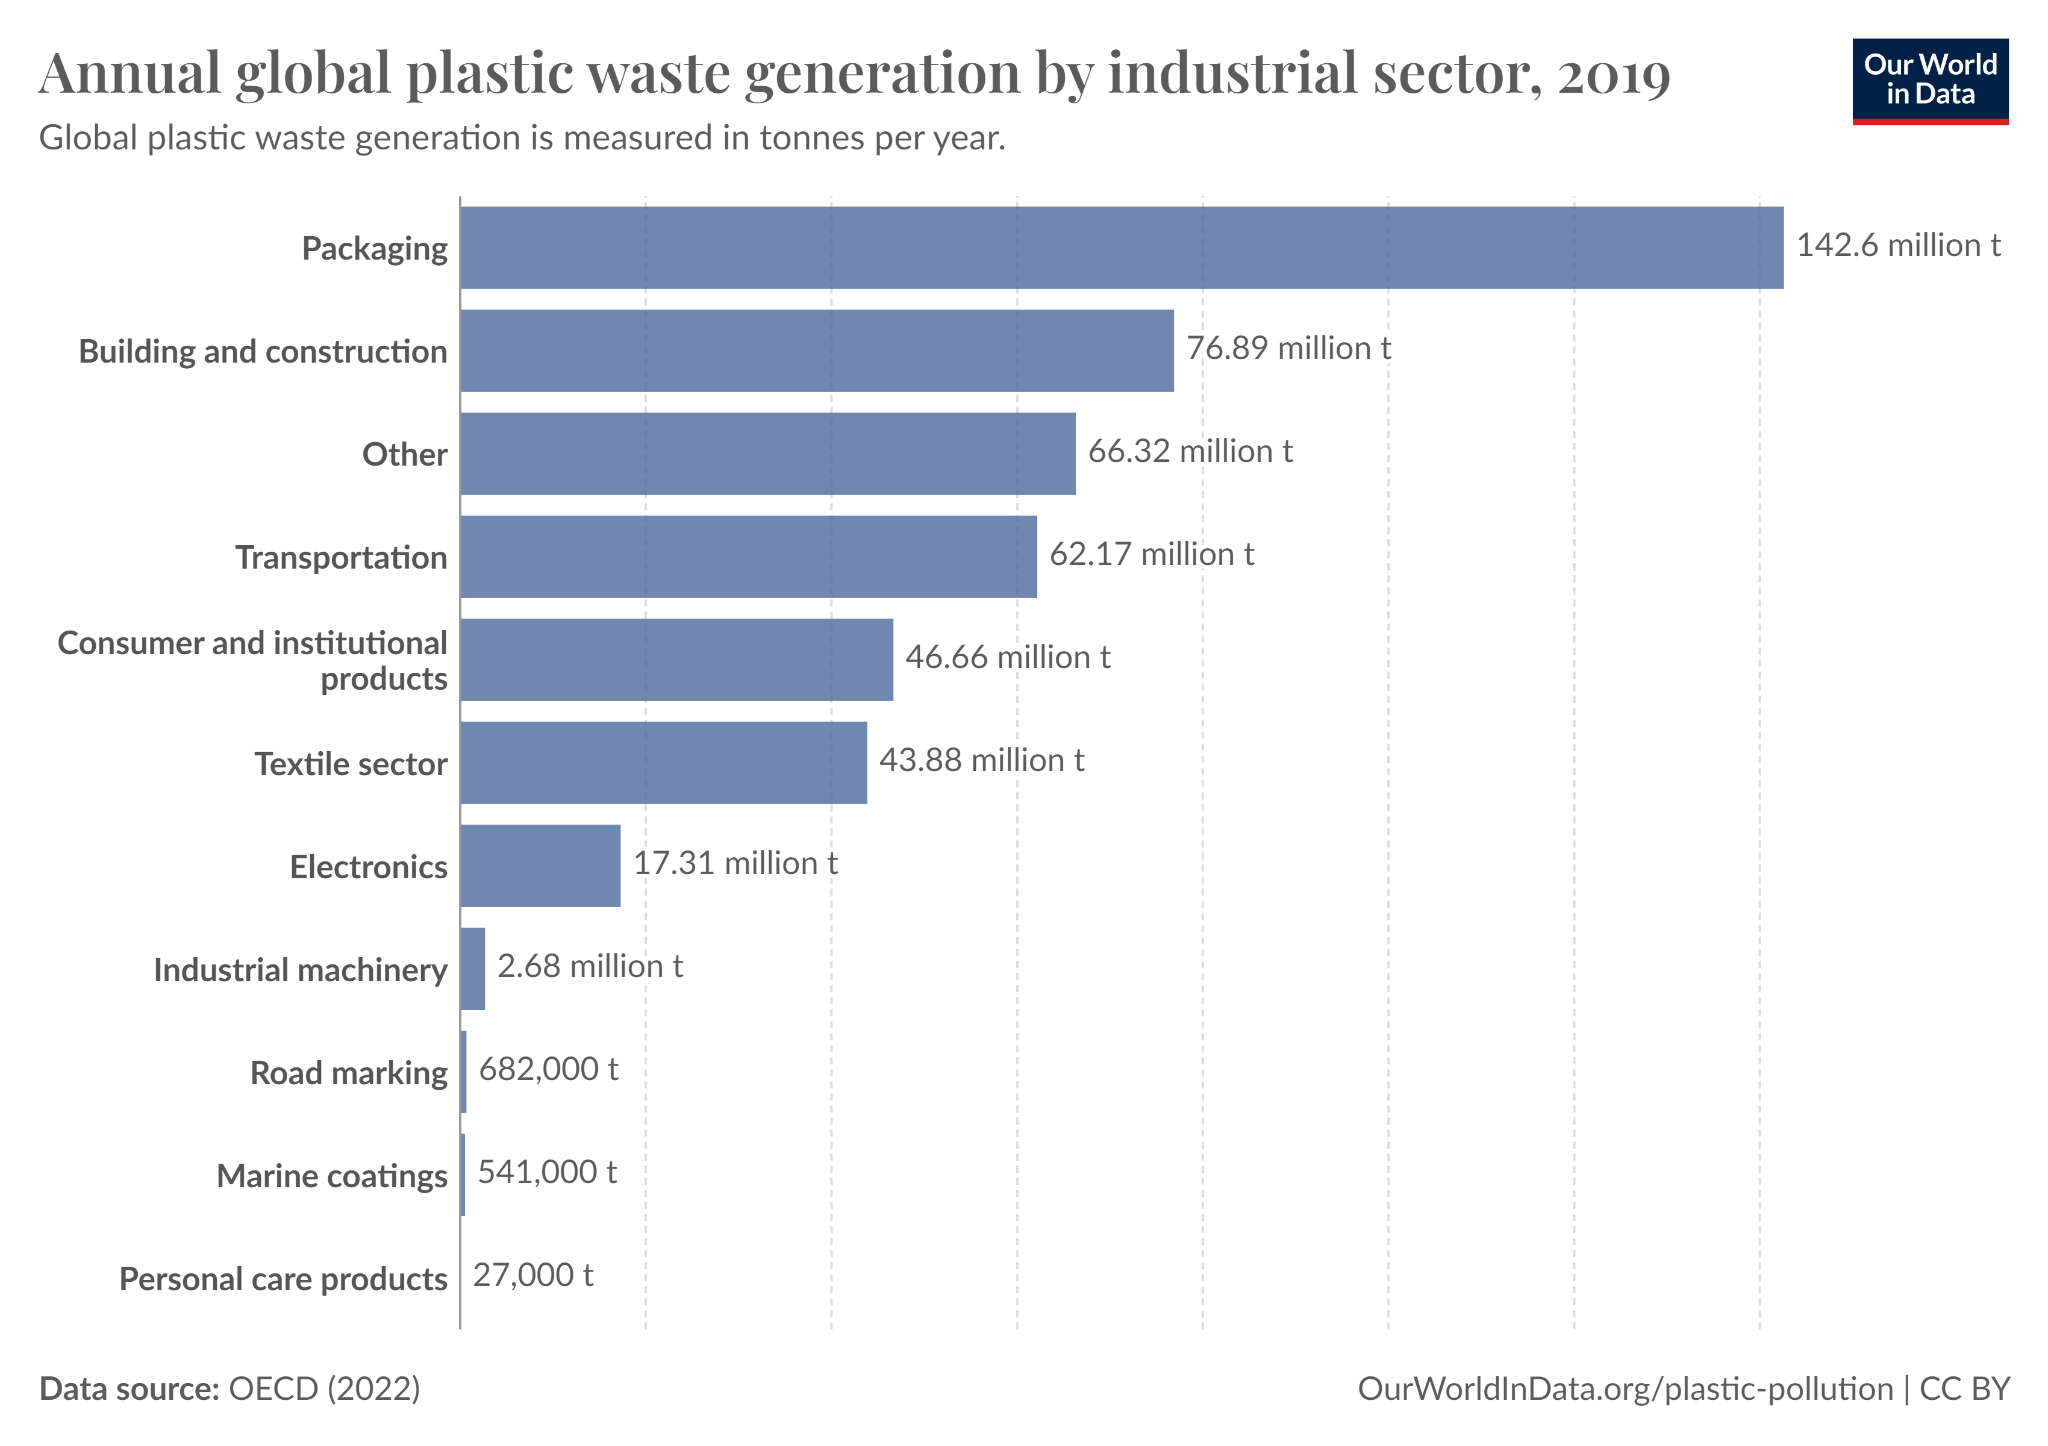 Annual global plastic waste generation by industrial sector, 2019
Our World
in Data
Global plastic waste generation is measured in tonnes per year.
Packaging
142.6 million t
Building and construction
76.89 million t
Other
66.32 million t
Transportation
62.17 million t
Consumer and institutional
products
46.66 million t
Textile sector
43.88 million t
Electronics
17.31 million t
Industrial machinery
2.68 million t
Road marking
682,000 t
Marine coatings
541,000 t
Personal care products
27,000 t
Data source: OECD (2022)
OurWorldInData.org/plastic-pollution | CC BY